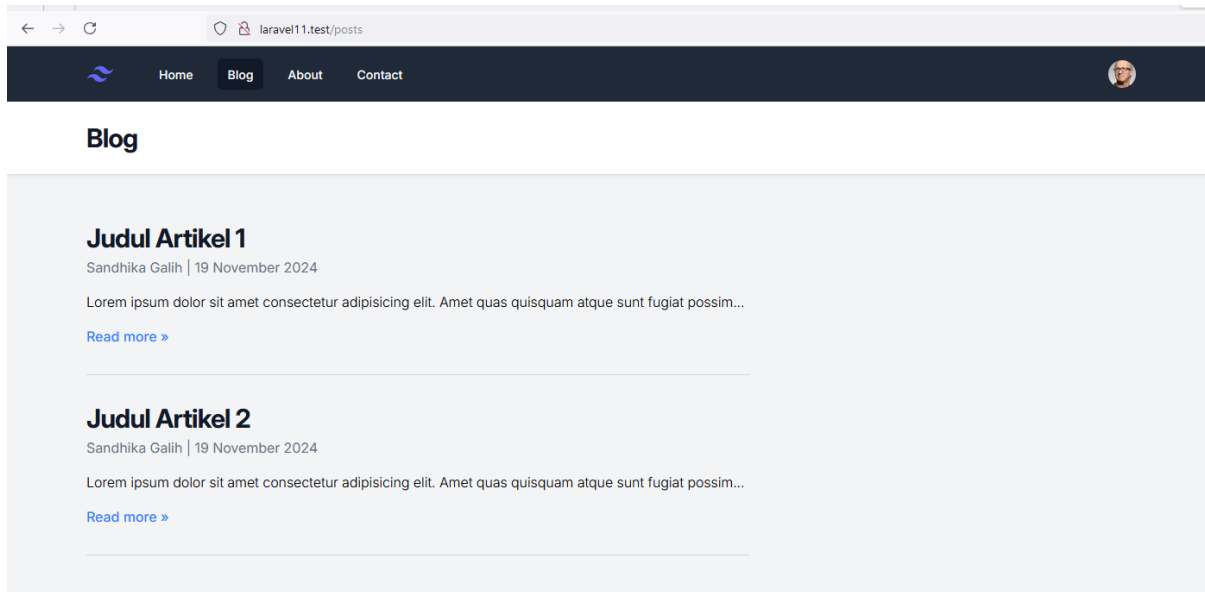 laravel11.test/posts
Home Blog About Contact
Blog
Judul Artikel 1
Sandhika Galih | 19 November 2024
Lorem ipsum dolor sit amet consectetur adipisicing elit. Amet quas quisquam atque sunt fugiat possim...
Read more »
Judul Artikel 2
Sandhika Galih | 19 November 2024
Lorem ipsum dolor sit amet consectetur adipisicing elit. Amet quas quisquam atque sunt fugiat possim...
Read more »